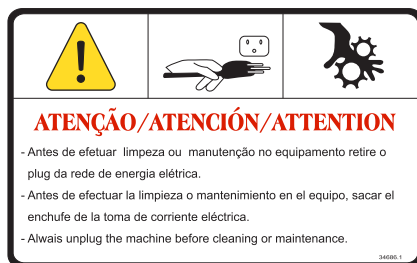 ATENÇÃO/ATENCIÓN/ATTENTION
- Antes de efetuar limpeza ou manutenção no equipamento retire o
plug da rede de energia elétrica.
- Antes de efectuar la limpieza o mantenimiento en el equipo, sacar el
enchufe de la toma de corriente eléctrica.
- Alwais unplug the machine before cleaning or maintenance.
34686.1